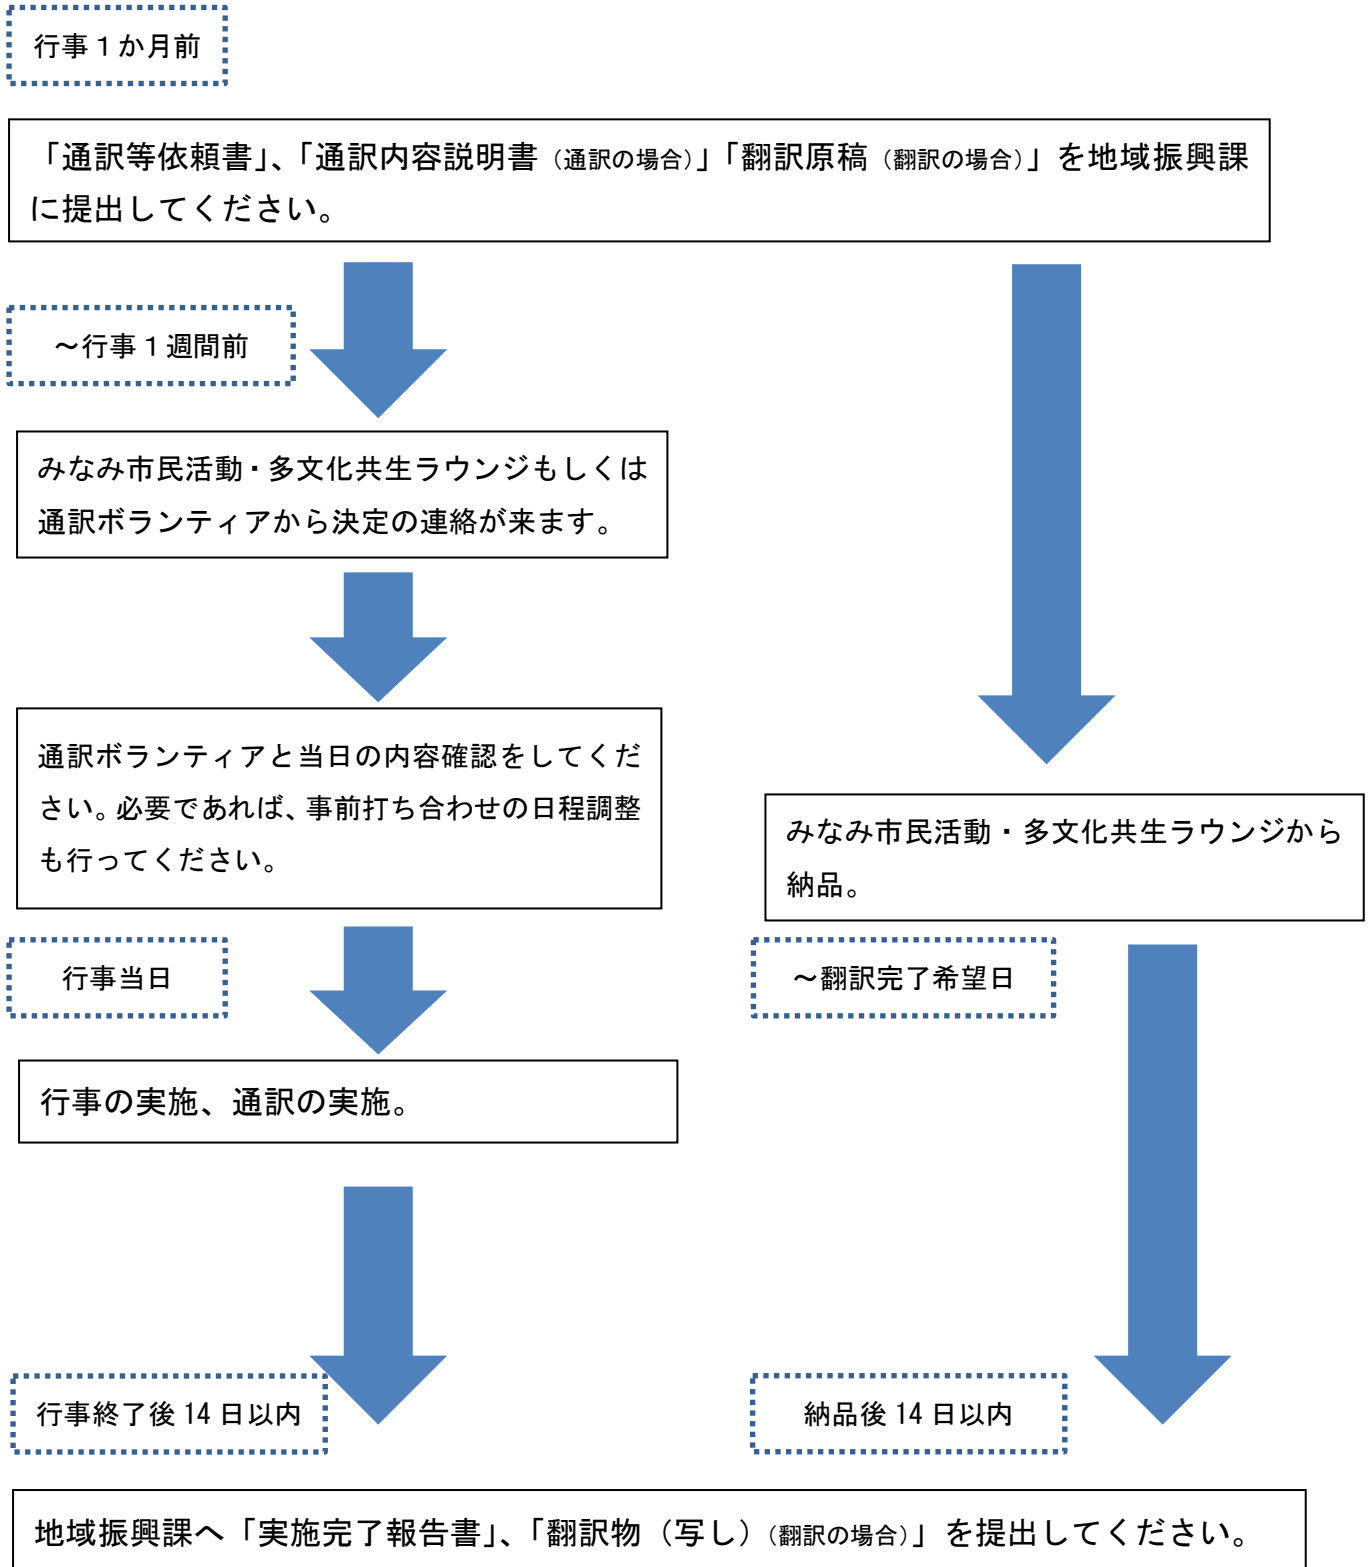 行事１か月前
「通訳等依頼書」、「通訳内容説明書（通訳の場合）」「翻訳原稿（翻訳の場合）」を地域振興課
に提出してください。
～行事１週間前
みなみ市民活動・多文化共生ラウンジもしくは
通訳ボランティアから決定の連絡が来ます。
通訳ボランティアと当日の内容確認をしてくだ
さい。必要であれば、事前打ち合わせの日程調整
も行ってください。
みなみ市民活動・多文化共生ラウンジから
納品。
行事当日
～翻訳完了希望日
行事の実施、通訳の実施。
行事終了後 14 日以内
納品後 14 日以内
地域振興課へ「実施完了報告書」、「翻訳物（写し）（翻訳の場合）」を提出してください。